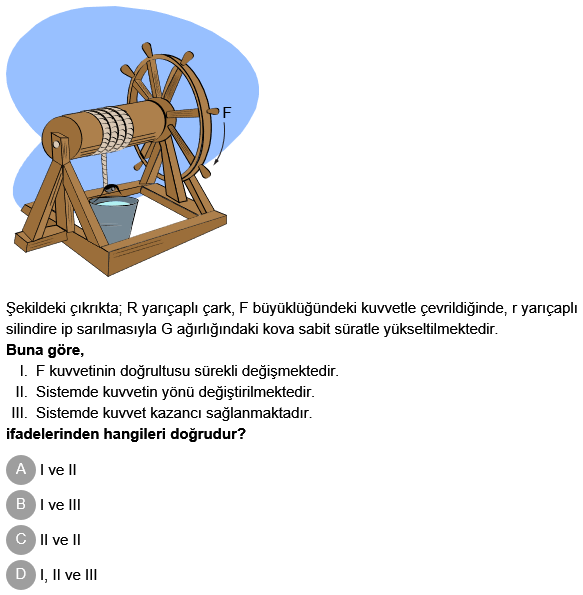 F
Şekildeki çıkrıkta; R yarıçaplı çark, F büyüklüğündeki kuvvetle çevrildiğinde, r yarıçaplı
silindire ip sarılmasıyla G ağırlığındaki kova sabit süratle yükseltilmektedir.
Buna göre,
I. F kuvvetinin doğrultusu sürekli değişmektedir.
II. Sistemde kuvvetin yönü değiştirilmektedir.
III. Sistemde kuvvet kazancı sağlanmaktadır.
ifadelerinden hangileri doğrudur?
A I ve II
B I ve III
C II ve II
D I, II ve III